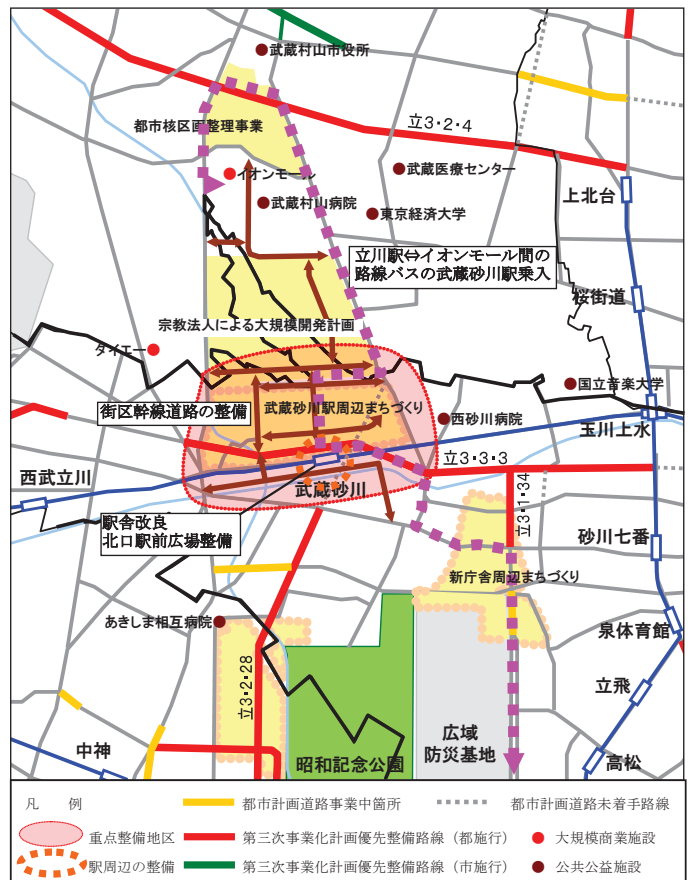 武蔵村山市役所
都市核区画整理事業
立3・2・4
イオンモール
武蔵医療センター
武蔵村山病院
東京経済大学
上北台
立川駅⇔イオンモール間の
路線バスの武蔵砂川駅乗入
桜街道
宗教法人による大規模開発計画
ダイエー
国立音楽大学
街区幹線道路の整備
武蔵砂川駅周辺まちづくり
西砂川病院
玉川上水
西武立川
立3・3・3
武蔵砂川
立3・1・34
駅舎改良
北口駅前広場整備
砂川七番
新庁舎周辺まちづくり
あきしま相互病院
泉体育館
立3・2・28
立飛
広域
防災基地
中神
昭和記念公園
高松
凡 例
都市計画道路事業中箇所
都市計画道路未着手路線
重点整備地区
第三次事業化計画優先整備路線（都施行）
大規模商業施設
駅周辺の整備
第三次事業化計画優先整備路線（市施行）
公共公益施設